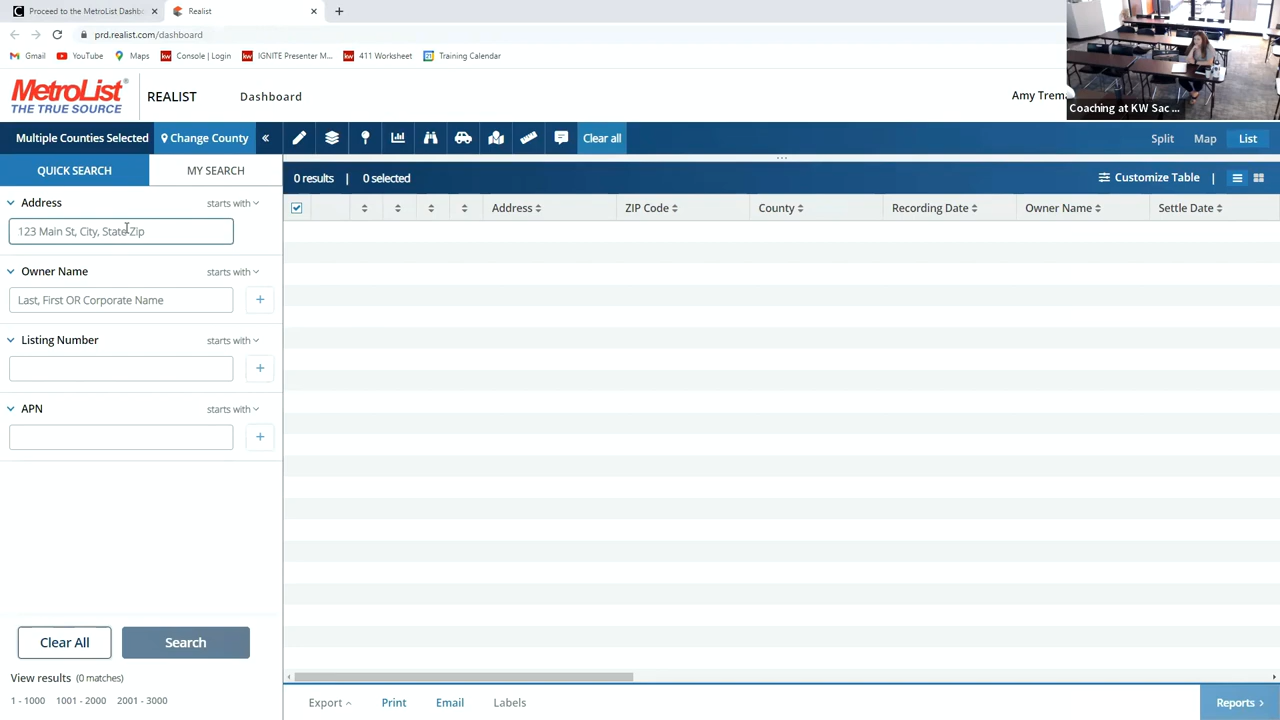 Proceed to the MetroList Dashb
Realist
prd.realist.com/dashboard
Gmail YouTube Maps Console | Login IGNITE Presenter M... 411 Worksheet Training Calendar
MetroList®
THE TRUE SOURCE
REALIST
Dashboard
Amy Trema
Coaching at KW Sac ...
Multiple Counties Selected Change County « Clear all Split Map List
QUICK SEARCH MY SEARCH
0 results | 0 selected Customize Table
Address starts with
123 Main St, City, State Zip
Address ZIP Code County Recording Date Owner Name Settle Date
Owner Name starts with
Last, First OR Corporate Name +
Listing Number starts with
+
APN starts with
+
Clear All Search
View results (0 matches)
1 - 1000 1001 - 2000 2001 - 3000
Export Print Email Labels Reports >